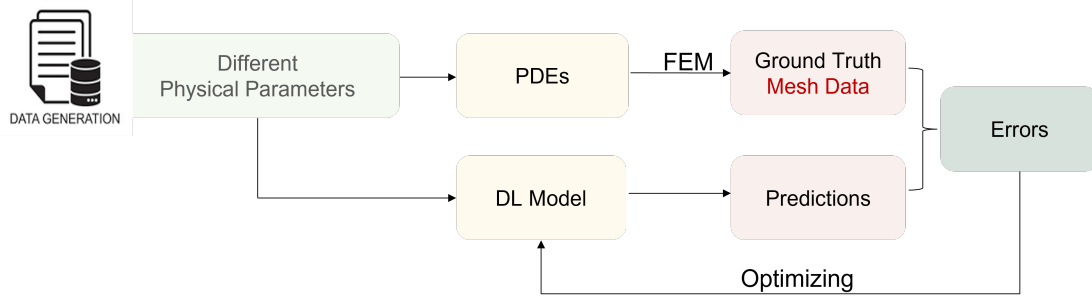 DATA GENERATION
Different
Physical Parameters
PDEs
FEM
Ground Truth
Mesh Data
Errors
DL Model
Predictions
Optimizing